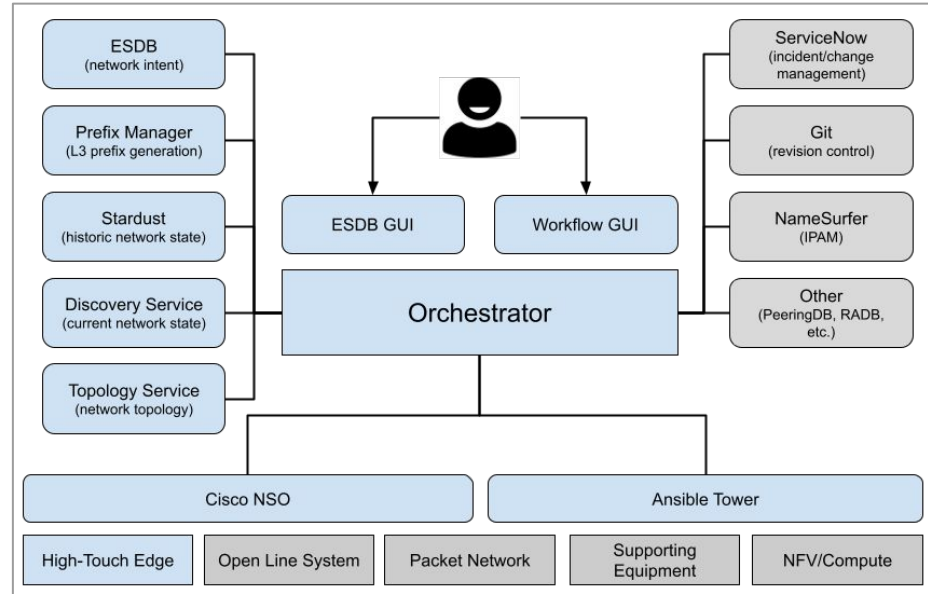 ESDB
(network intent)
Prefix Manager
(L3 prefix generation)
Stardust
(historic network state)
Discovery Service
(current network state)
Topology Service
(network topology)
ESDB GUI
Workflow GUI
Orchestrator
ServiceNow
(incident/change
management)
Git
(revision control)
NameSurfer
(IPAM)
Other
(PeeringDB, RADB,
etc.)
Cisco NSO
Ansible Tower
High-Touch Edge
Open Line System
Packet Network
Supporting
Equipment
NFV/Compute